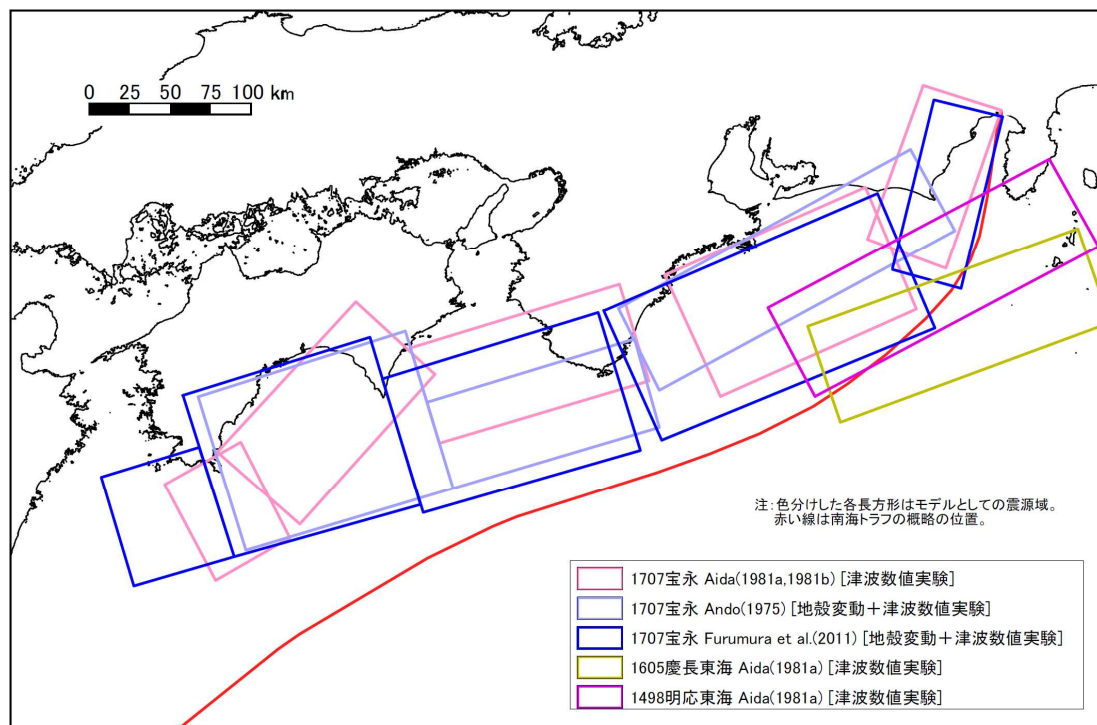 0 25 50 75 100 km
注:色分けした各長方形はモデルとしての震源域。
赤い線は南海トラフの概略の位置。
1707宝永 Aida(1981a,1981b) [津波数値実験]
1707宝永 Ando(1975) [地殻変動+津波数値実験]
1707宝永 Furumura et al.(2011) [地殻変動+津波数値実験]
1605慶長東海 Aida(1981a) [津波数値実験]
1498明応東海 Aida(1981a) [津波数値実験]